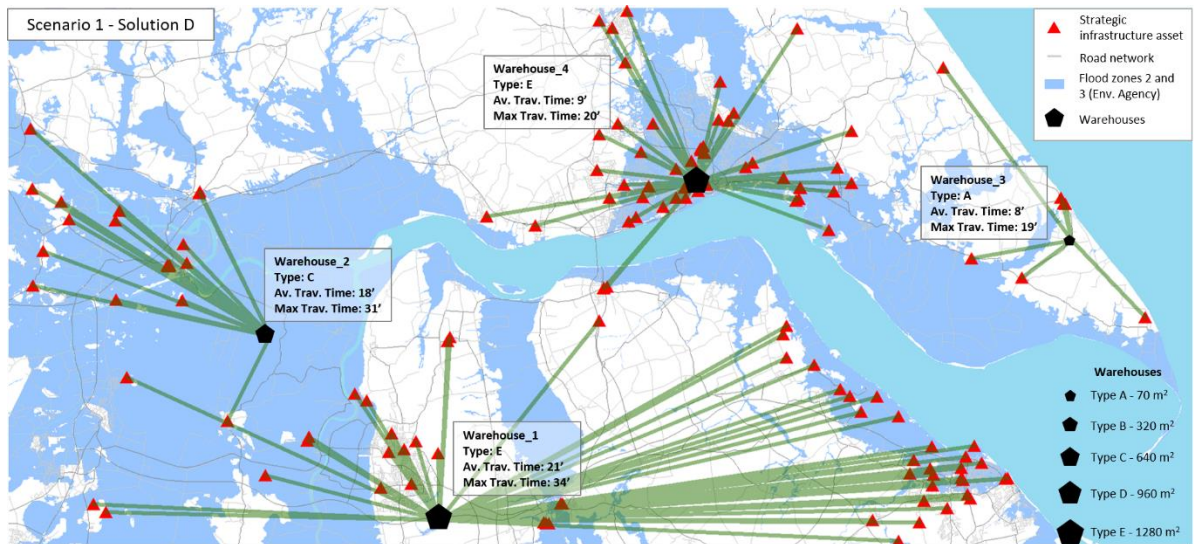 Scenario 1 - Solution D
Strategic
infrastructure asset
Road network
Flood zones 2 and
3 (Env. Agency)
Warehouses
Warehouse_4
Type: E
Av. Trav. Time: 9'
Max Trav. Time: 20'
Warehouse_3
Type: A
Av. Trav. Time: 8'
Max Trav. Time: 19'
Warehouse_2
Type: C
Av. Trav. Time: 18'
Max Trav. Time: 31'
Warehouse_1
Type: E
Av. Trav. Time: 21'
Max Trav. Time: 34'
Warehouses
Type A - 70 m²
Type B - 320 m²
Type C - 640 m²
Type D - 960 m²
Type E - 1280 m²